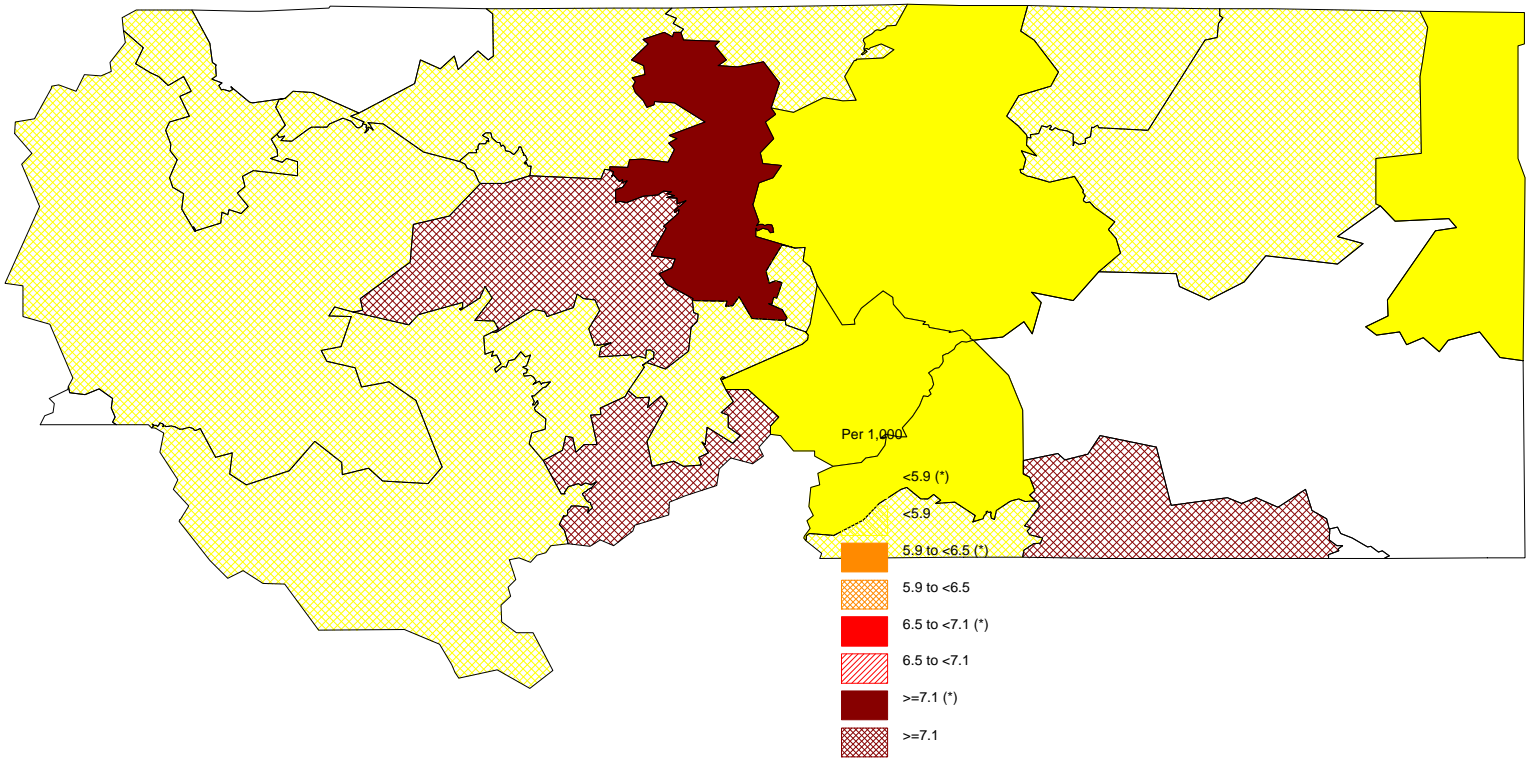 Per 1,000
<5.9 (*)
<5.9
5.9 to <6.5 (*)
5.9 to <6.5
6.5 to <7.1 (*)
6.5 to <7.1
>=7.1 (*)
>=7.1